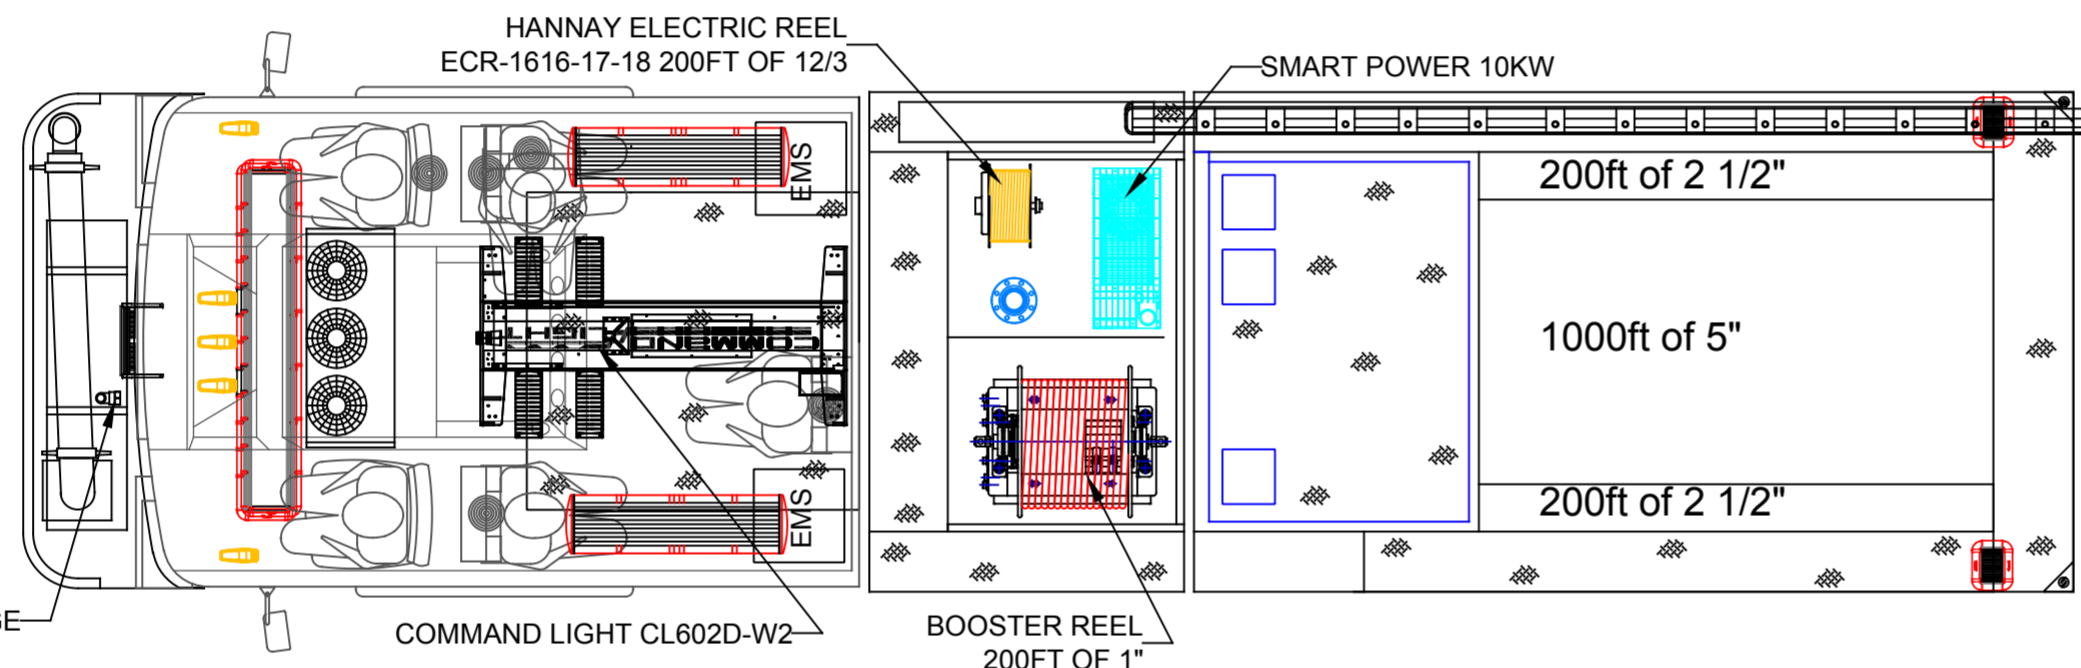 HANNAY ELECTRIC REEL
ECR-1616-17-18 200FT OF 12/3
SMART POWER 10KW
EMS
200ft of 2 1/2"
1000ft of 5"
COMMAND
EMS
200ft of 2 1/2"
COMMAND LIGHT CL602D-W2
BOOSTER REEL
200FT OF 1"